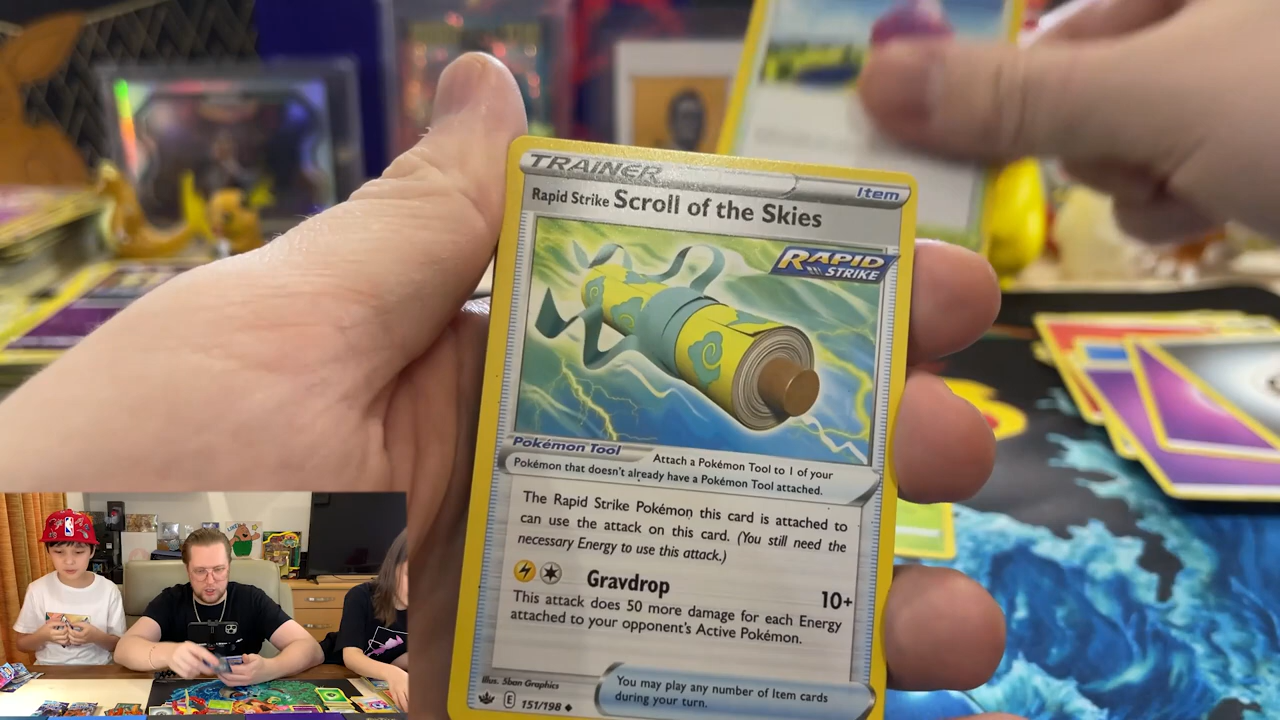 TRAINER
Item
Rapid Strike Scroll of the Skies
RAPID
STRIKE
Pokémon Tool
Attach a Pokémon Tool to 1 of your
Pokémon that doesn't already have a Pokémon Tool attached.
The Rapid Strike Pokémon this card is attached to
can use the attack on this card. (You still need the
necessary Energy to use this attack.)
Gravdrop 10+
This attack does 50 more damage for each Energy
attached to your opponent's Active Pokémon.
Illus. 5ban Graphics
E 151/198
You may play any number of Item cards
during your turn.